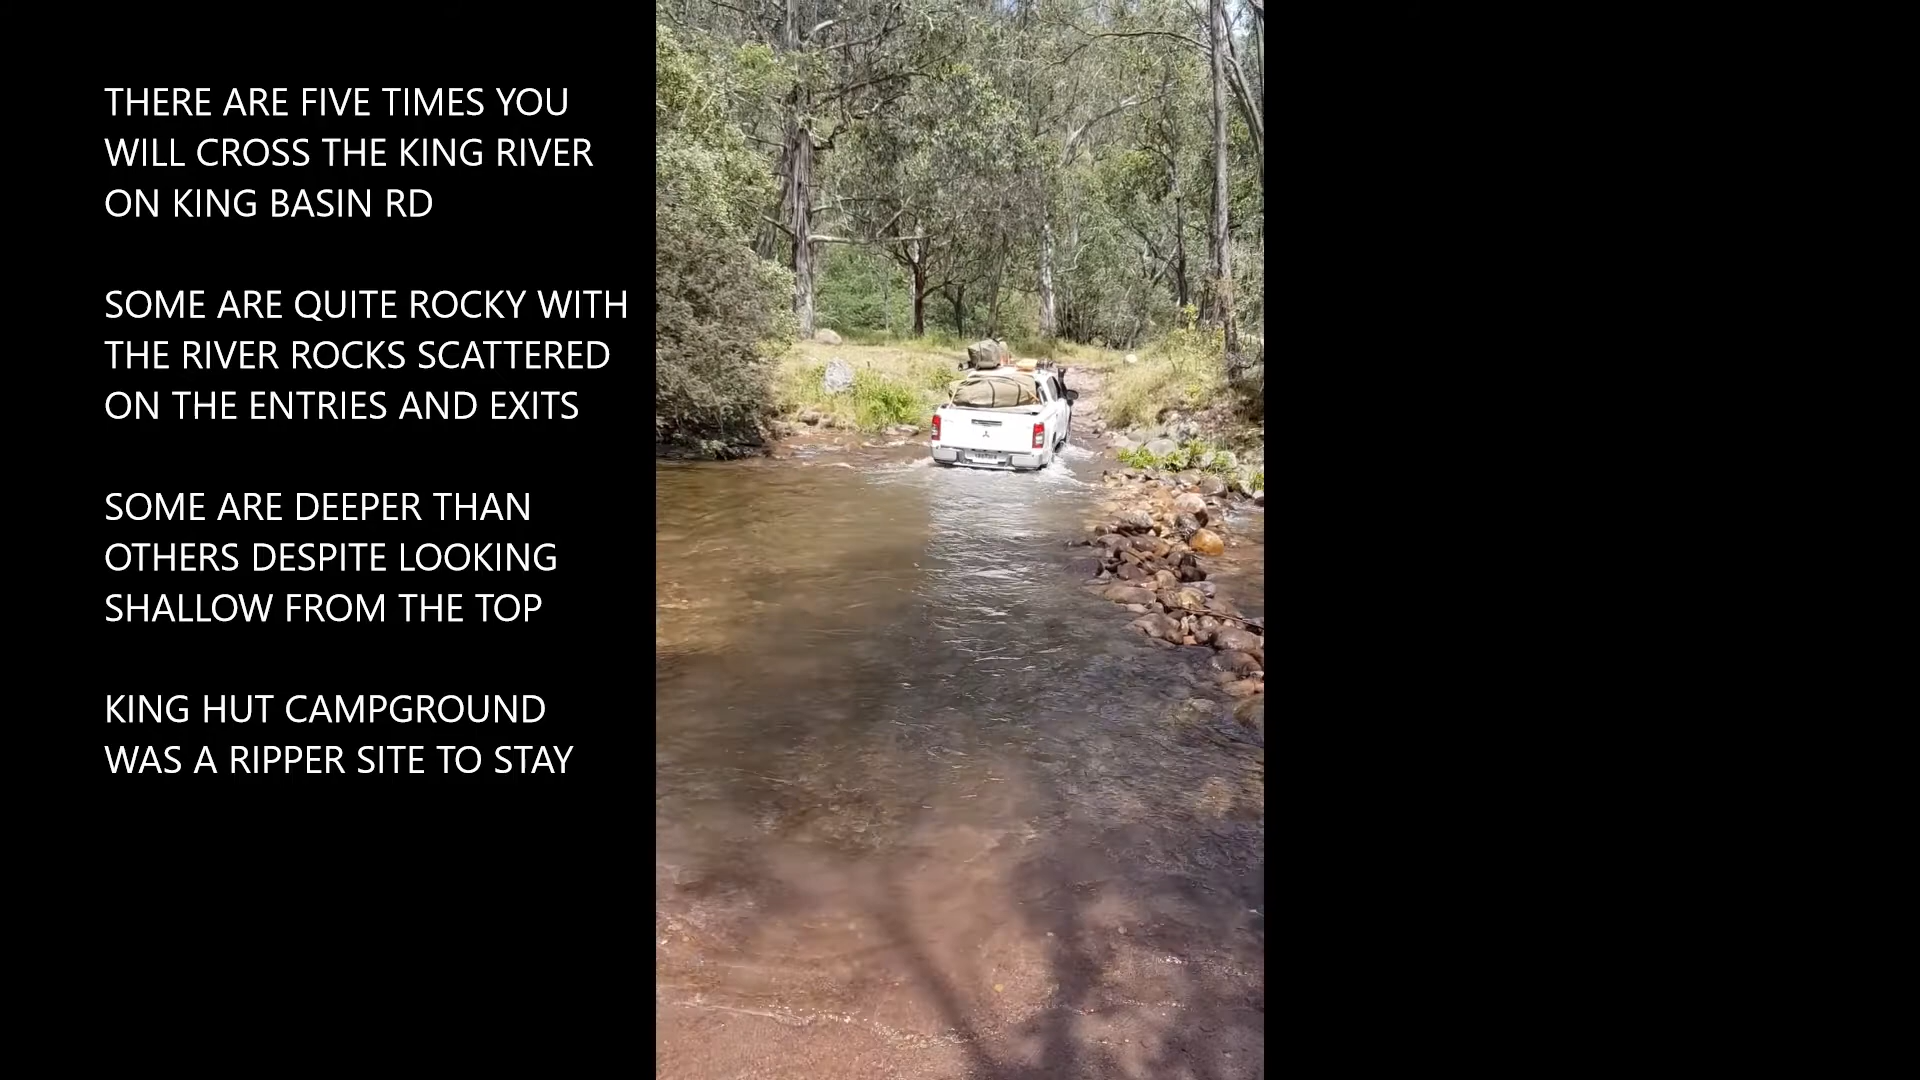 THERE ARE FIVE TIMES YOU
WILL CROSS THE KING RIVER
ON KING BASIN RD
SOME ARE QUITE ROCKY WITH
THE RIVER ROCKS SCATTERED
ON THE ENTRIES AND EXITS
SOME ARE DEEPER THAN
OTHERS DESPITE LOOKING
SHALLOW FROM THE TOP
KING HUT CAMPGROUND
WAS A RIPPER SITE TO STAY